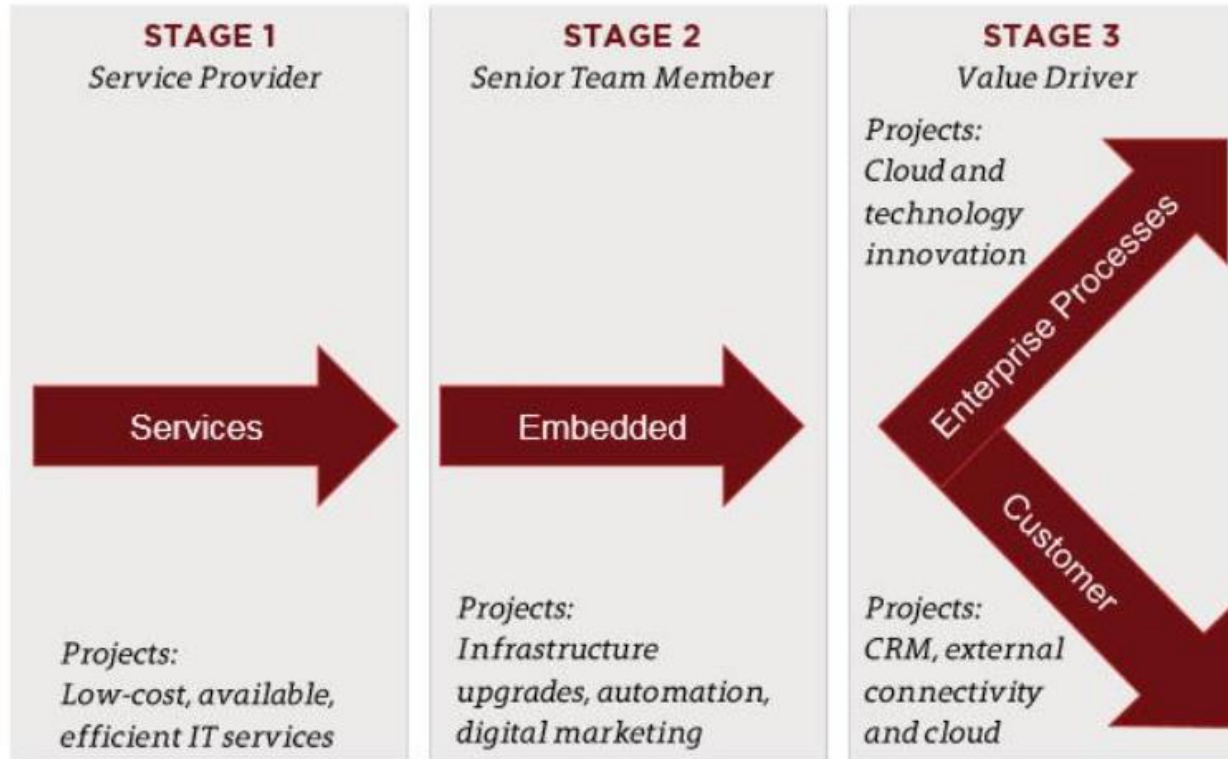 STAGE 1
Service Provider
Services
Projects:
Low-cost, available,
efficient IT services
STAGE 2
Senior Team Member
Embedded
Projects:
Infrastructure
upgrades, automation,
digital marketing
STAGE 3
Value Driver
Projects:
Cloud and
technology
innovation
Enterprise Processes
Customer
Projects:
CRM, external
connectivity
and cloud